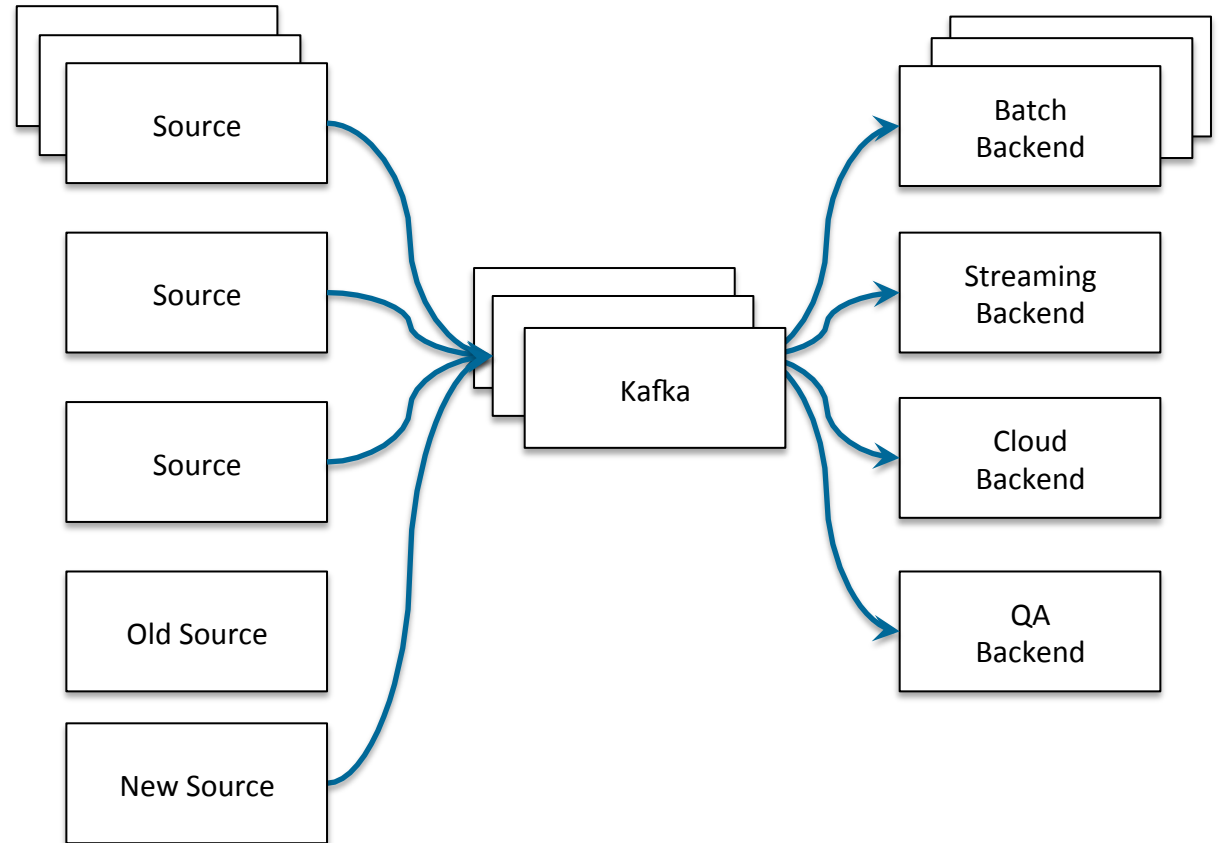 Source
Source
Source
Old Source
New Source
Kafka
Batch
Backend
Streaming
Backend
Cloud
Backend
QA
Backend